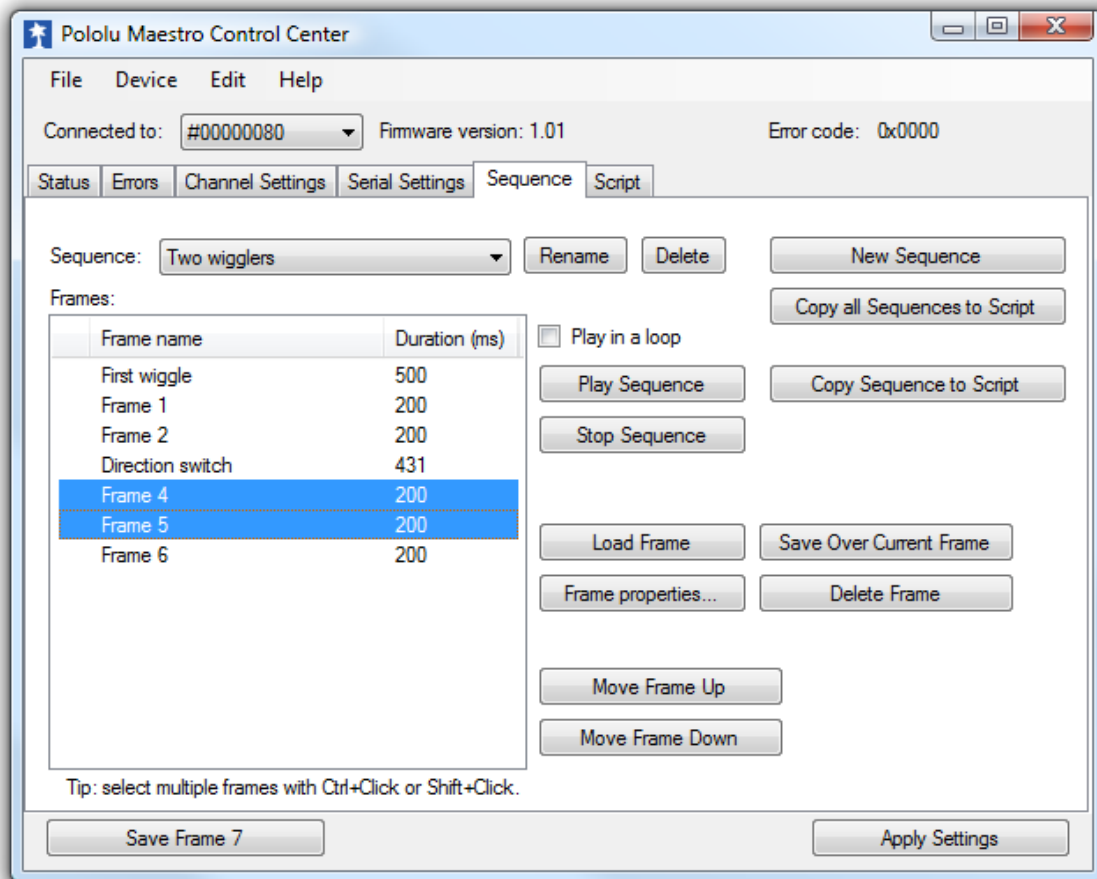 Pololu Maestro Control Center
File Device Edit Help
Connected to: #00000080 Firmware version: 1.01 Error code: 0x0000
Status Errors Channel Settings Serial Settings Sequence Script
Sequence: Two wigglers Rename Delete New Sequence
Frames: Copy all Sequences to Script
Frame name Duration (ms) Play in a loop
First wiggle 500 Play Sequence Copy Sequence to Script
Frame 1 200
Frame 2 200 Stop Sequence
Direction switch 431
Frame 4 200
Frame 5 200 Load Frame Save Over Current Frame
Frame 6 200
Frame properties... Delete Frame
Move Frame Up
Move Frame Down
Tip: select multiple frames with Ctrl+Click or Shift+Click.
Save Frame 7 Apply Settings